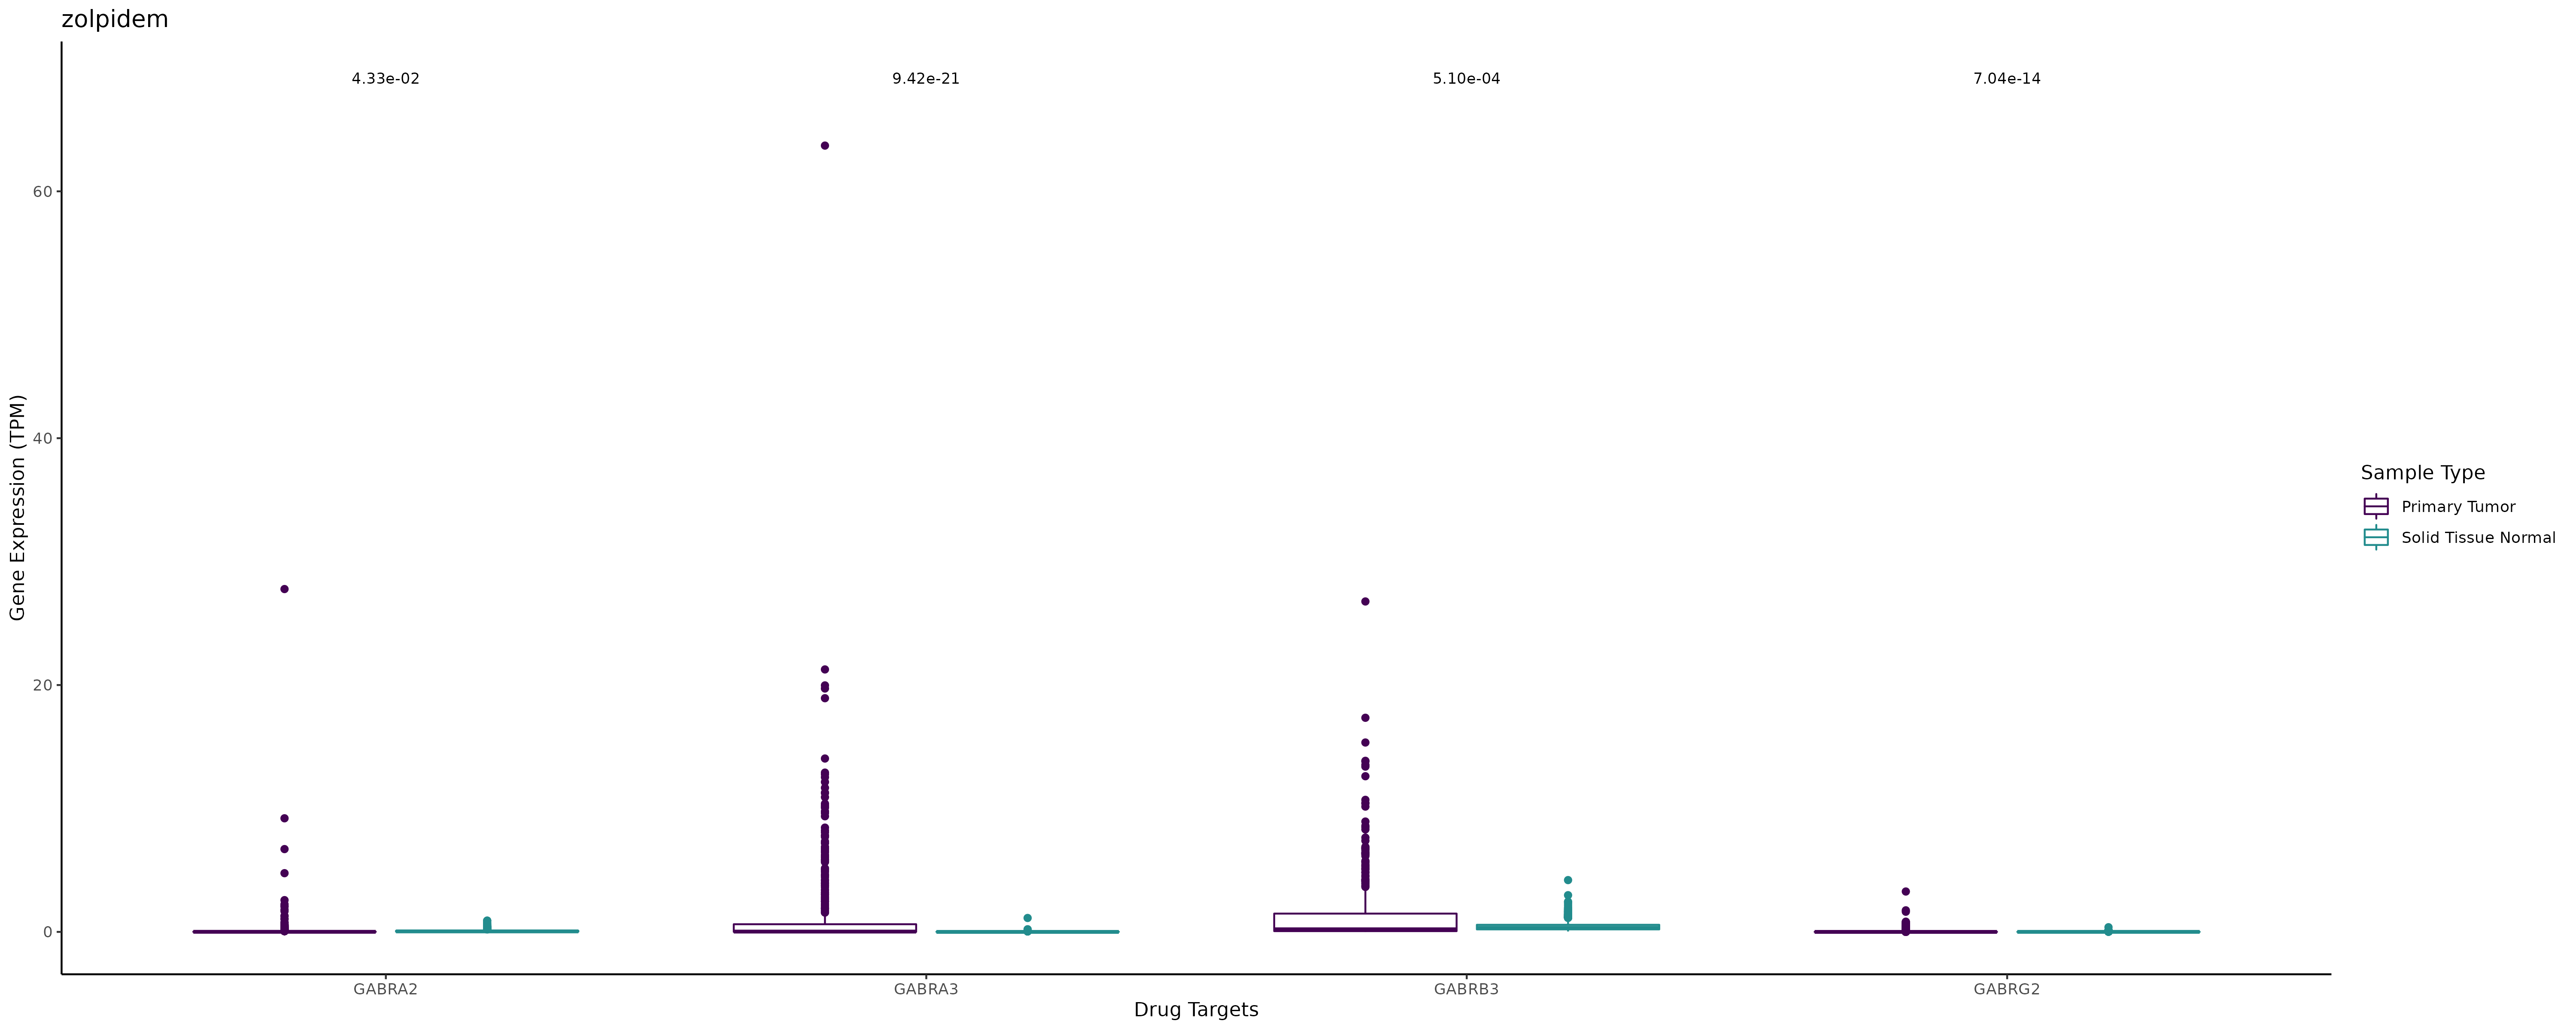 zolpidem
4.33e-02
9.42e-21
5.10e-04
7.04e-14
60
40
20
0
Gene Expression (TPM)
GABRA2
GABRA3
GABRB3
GABRG2
Drug Targets
Sample Type
Primary Tumor
Solid Tissue Normal